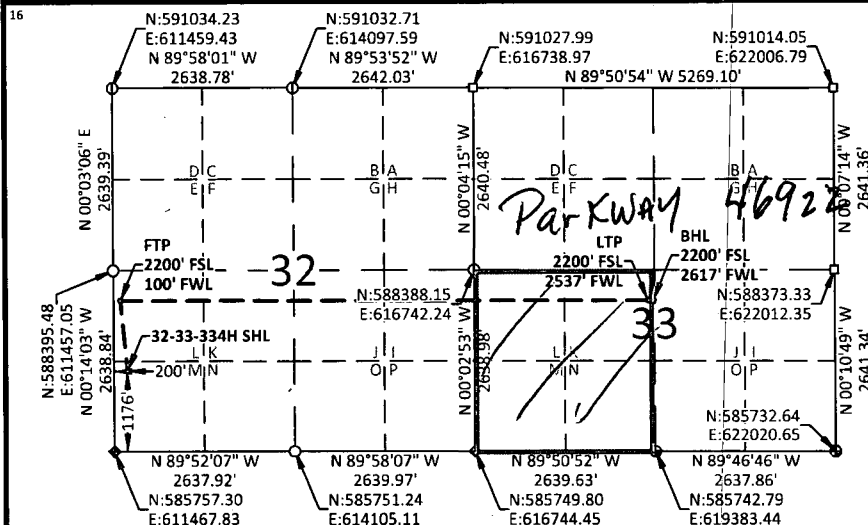 16
N:591034.23
E:611459.43
N 89°58'01" W
2638.78'
N:591032.71
E:614097.59
N 89°53'52" W
2642.03'
N:591027.99
E:616738.97
N 89°50'54" W 5269.10'
N:591014.05
E:622006.79
N 00°03'06" E
2639.39'
D C
E F
B A
G H
N 00°04'15" W
2640.48'
D C
E F
B A
G H
N 00°07'14" W
2641.36'
ParKWAY 46922
FTP
2200' FSL
100' FWL
32
LTP
2200' FSL
2537' FWL
BHL
2200' FSL
2617' FWL
N:588395.48
E:611457.05
N:588388.15
E:616742.24
33
N:588373.33
E:622012.35
N 00°14'03" W
2638.84'
32-33-334H SHL
200'
1176'
L K
M N
J I
O P
N 00°02'53" W
2638.98'
L K
M N
J I
O P
N 00°10'49" W
2641.34'
N:585732.64
E:622020.65
N 89°52'07" W
2637.92'
N:585757.30
E:611467.83
N 89°58'07" W
2639.97'
N:585751.24
E:614105.11
N 89°50'52" W
2639.63'
N:585749.80
E:616744.45
N 89°46'46" W
2637.86'
N:585742.79
E:619383.44